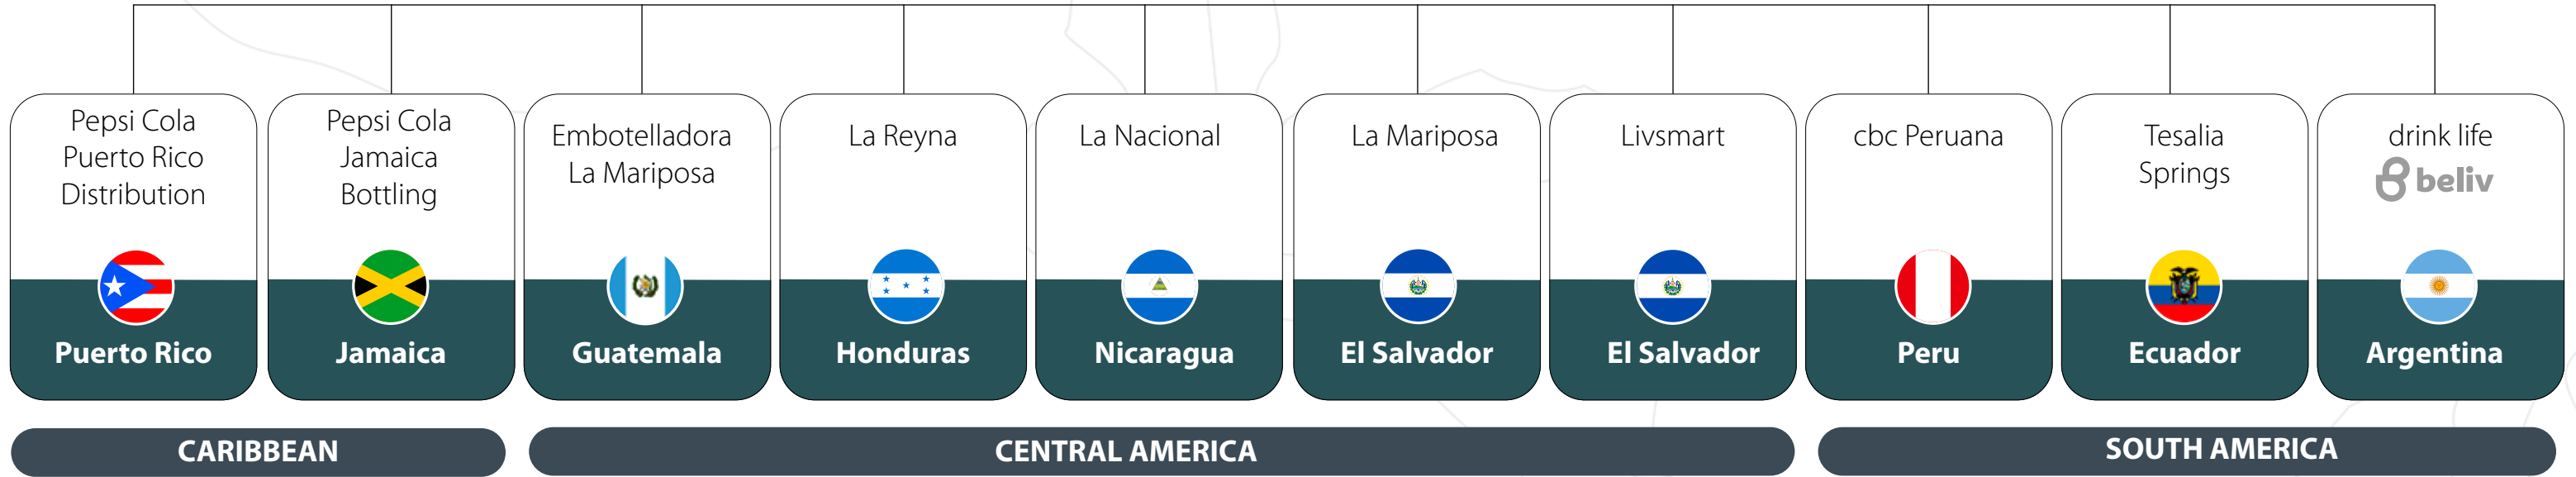 Pepsi Cola
Puerto Rico
Distribution
Puerto Rico
Pepsi Cola
Jamaica
Bottling
Jamaica
Embotelladora
La Mariposa
Guatemala
La Reyna
Honduras
La Nacional
Nicaragua
La Mariposa
El Salvador
Livsmart
El Salvador
cbc Peruana
Peru
Tesalia
Springs
Ecuador
drink life
beliv
Argentina
CARIBBEAN
CENTRAL AMERICA
SOUTH AMERICA